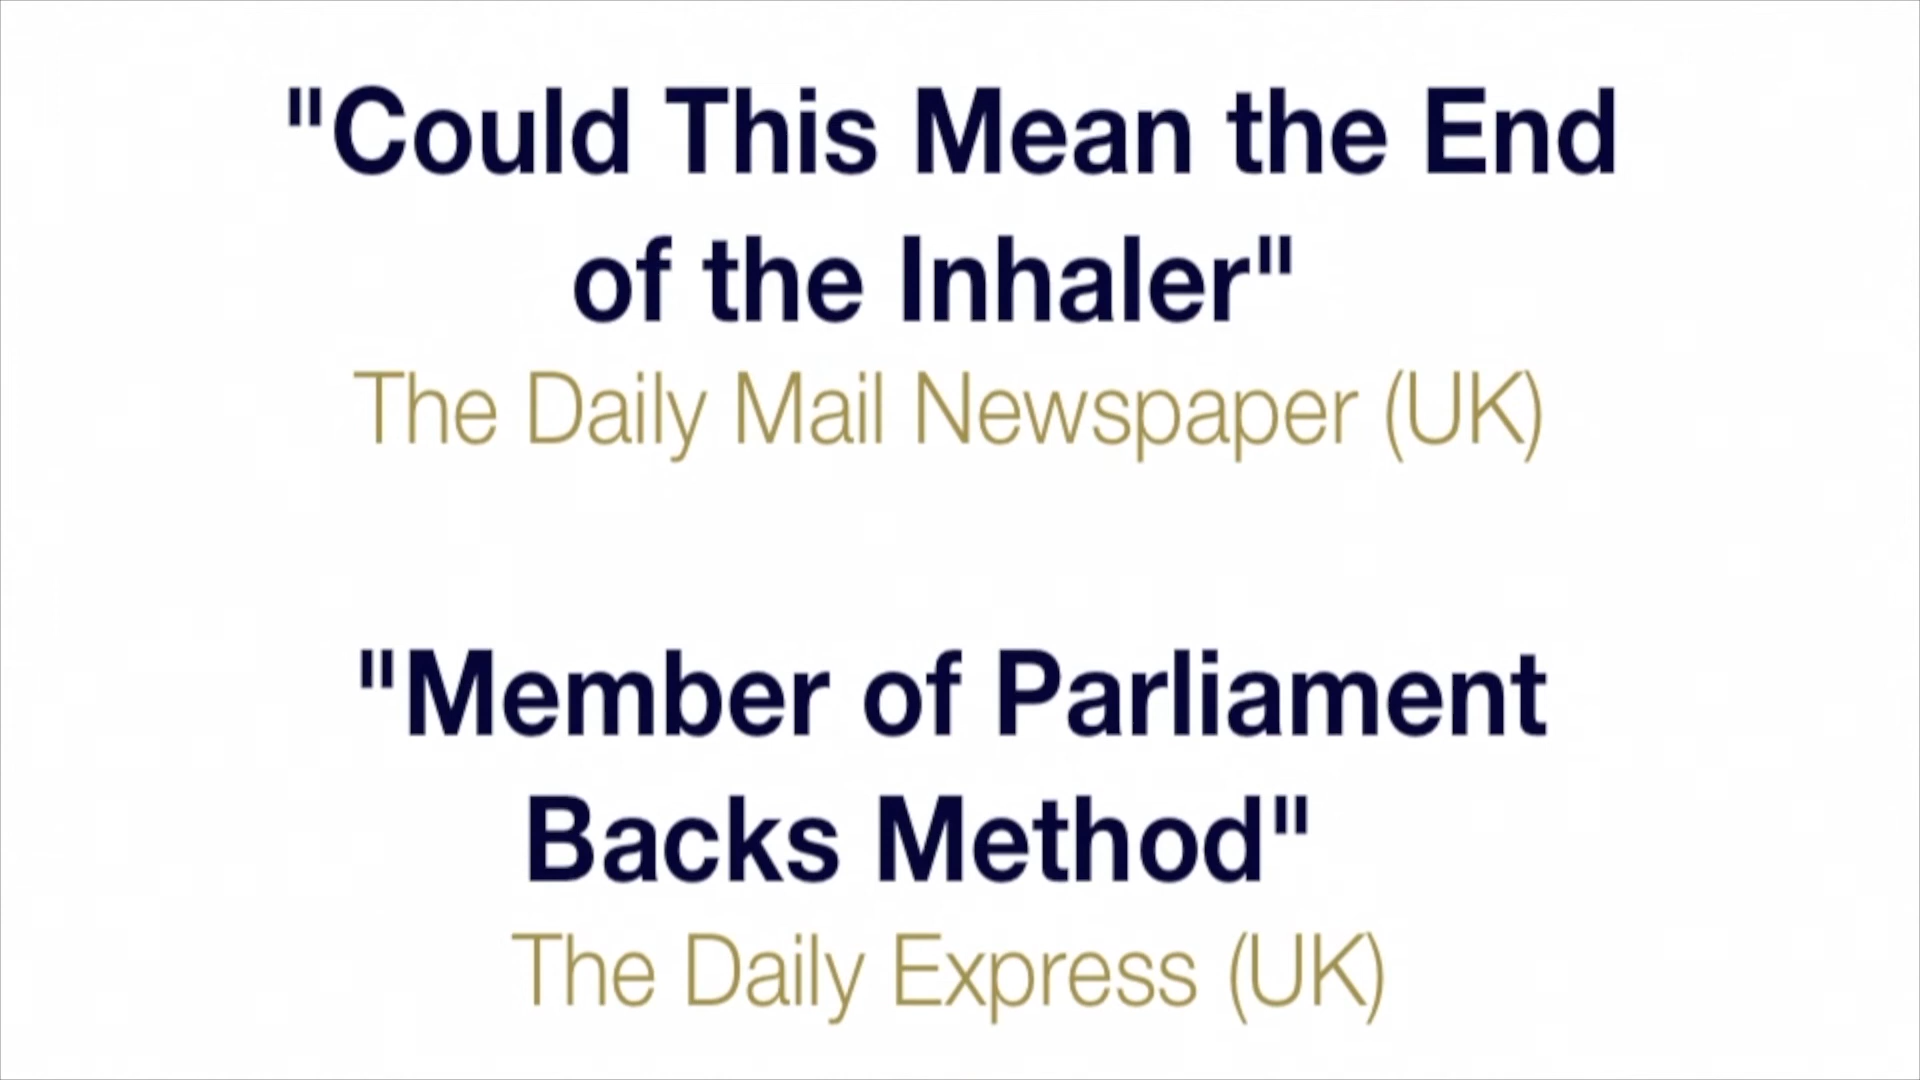 "Could This Mean the End
of the Inhaler"
The Daily Mail Newspaper (UK)
"Member of Parliament
Backs Method"
The Daily Express (UK)